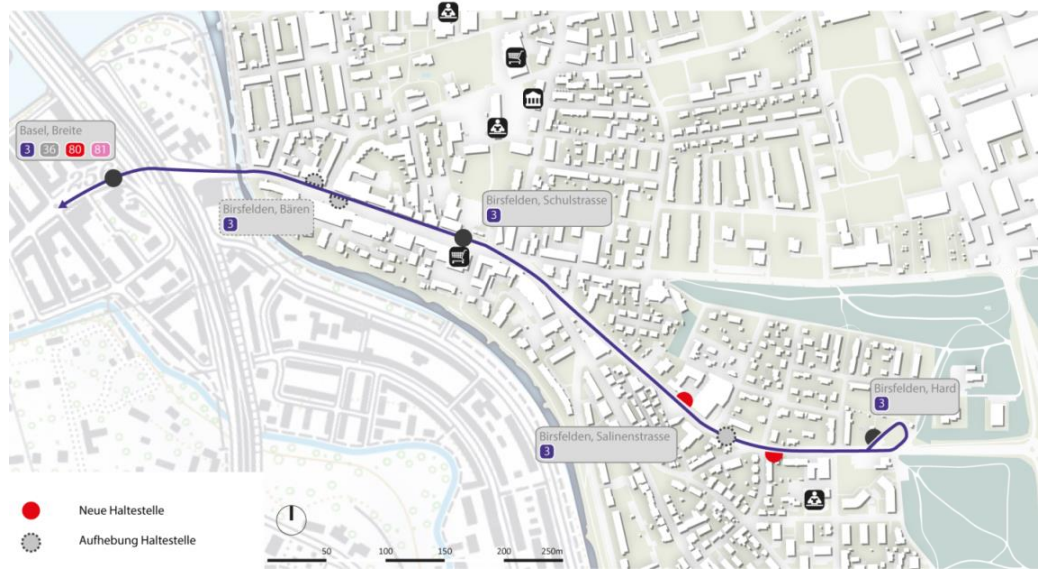 Basel, Breite
3 36 80 81
Birsfelden, Bären
3
Birsfelden, Schulstrasse
3
Birsfelden, Hard
3
Birsfelden, Salinenstrasse
3
Neue Haltestelle
Aufhebung Haltestelle
50 100 150 200 250m